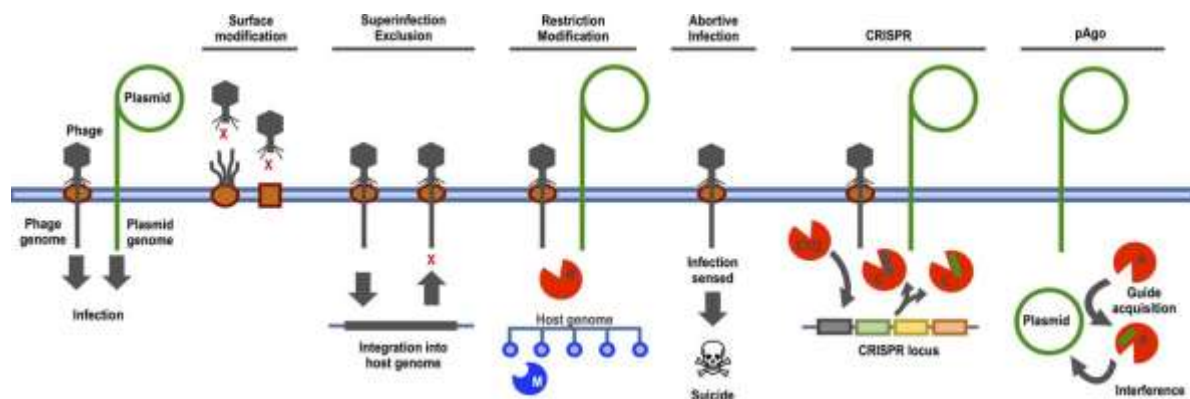 Surface
modification
Superinfection
Exclusion
Restriction
Modification
Abortive
Infection
CRISPR
pAgo
Plasmid
Phage
X
X
Phage
genome
Plasmid
genome
Infection
X
Integration into
host genome
Host genome
M
Infection
sensed
Suicide
CRISPR locus
Plasmid
Guide
acquisition
Interference